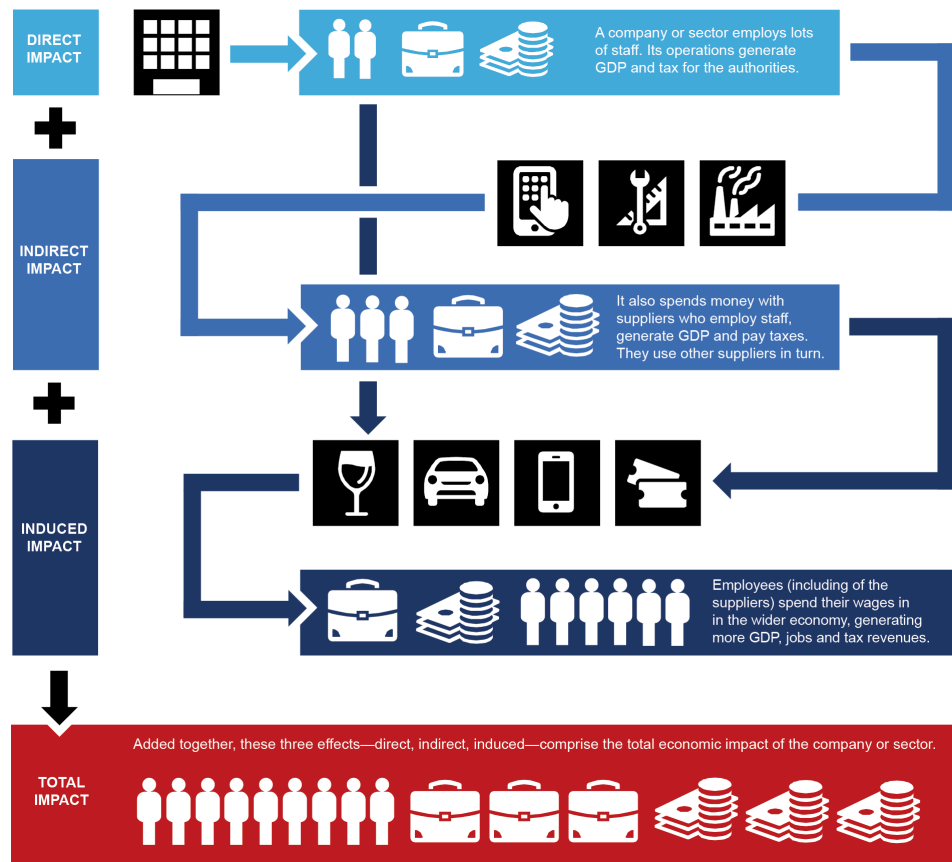 DIRECT
IMPACT
A company or sector employs lots
of staff. Its operations generate
GDP and tax for the authorities.
INDIRECT
IMPACT
It also spends money with
suppliers who employ staff,
generate GDP and pay taxes.
They use other suppliers in turn.
INDUCED
IMPACT
Employees (including of the
suppliers) spend their wages in
in the wider economy, generating
more GDP, jobs and tax revenues.
Added together, these three effects—direct, indirect, induced—comprise the total economic impact of the company or sector.
TOTAL
IMPACT